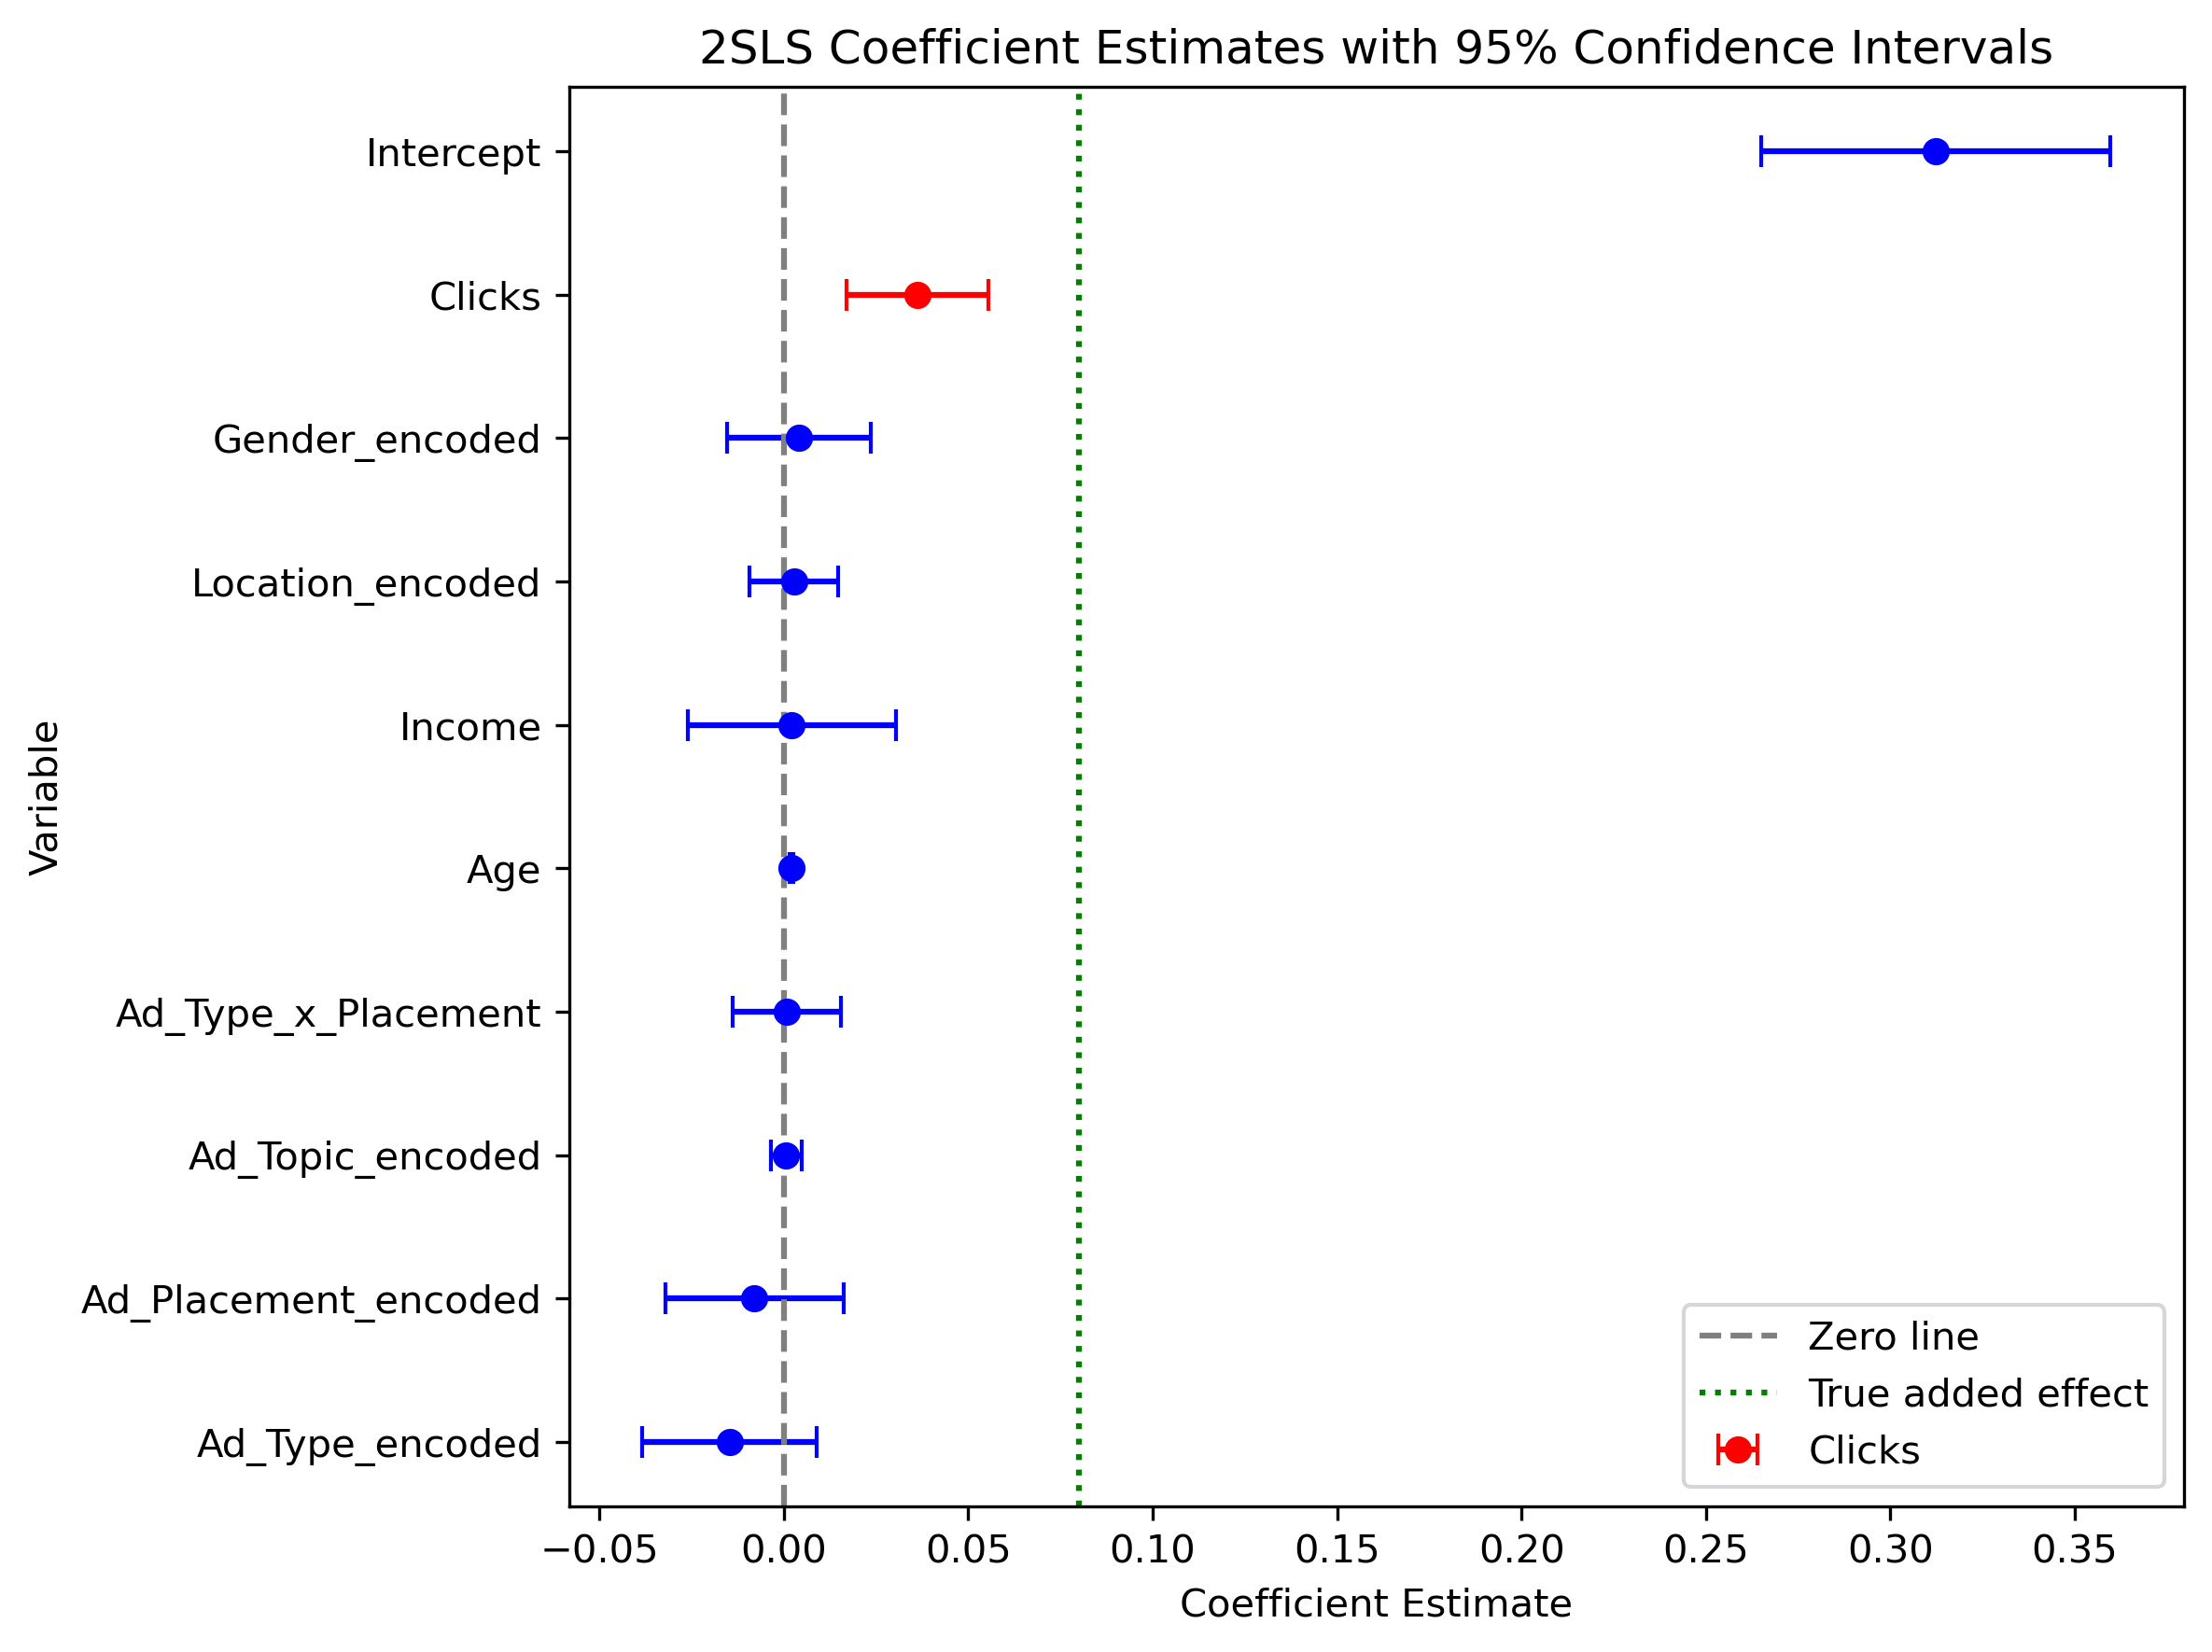 2SLS Coefficient Estimates with 95% Confidence Intervals
Variable
Intercept
Clicks
Gender_encoded
Location_encoded
Income
Age
Ad_Type_x_Placement
Ad_Topic_encoded
Ad_Placement_encoded
Ad_Type_encoded
Zero line
True added effect
Clicks
−0.05 0.00 0.05 0.10 0.15 0.20 0.25 0.30 0.35
Coefficient Estimate